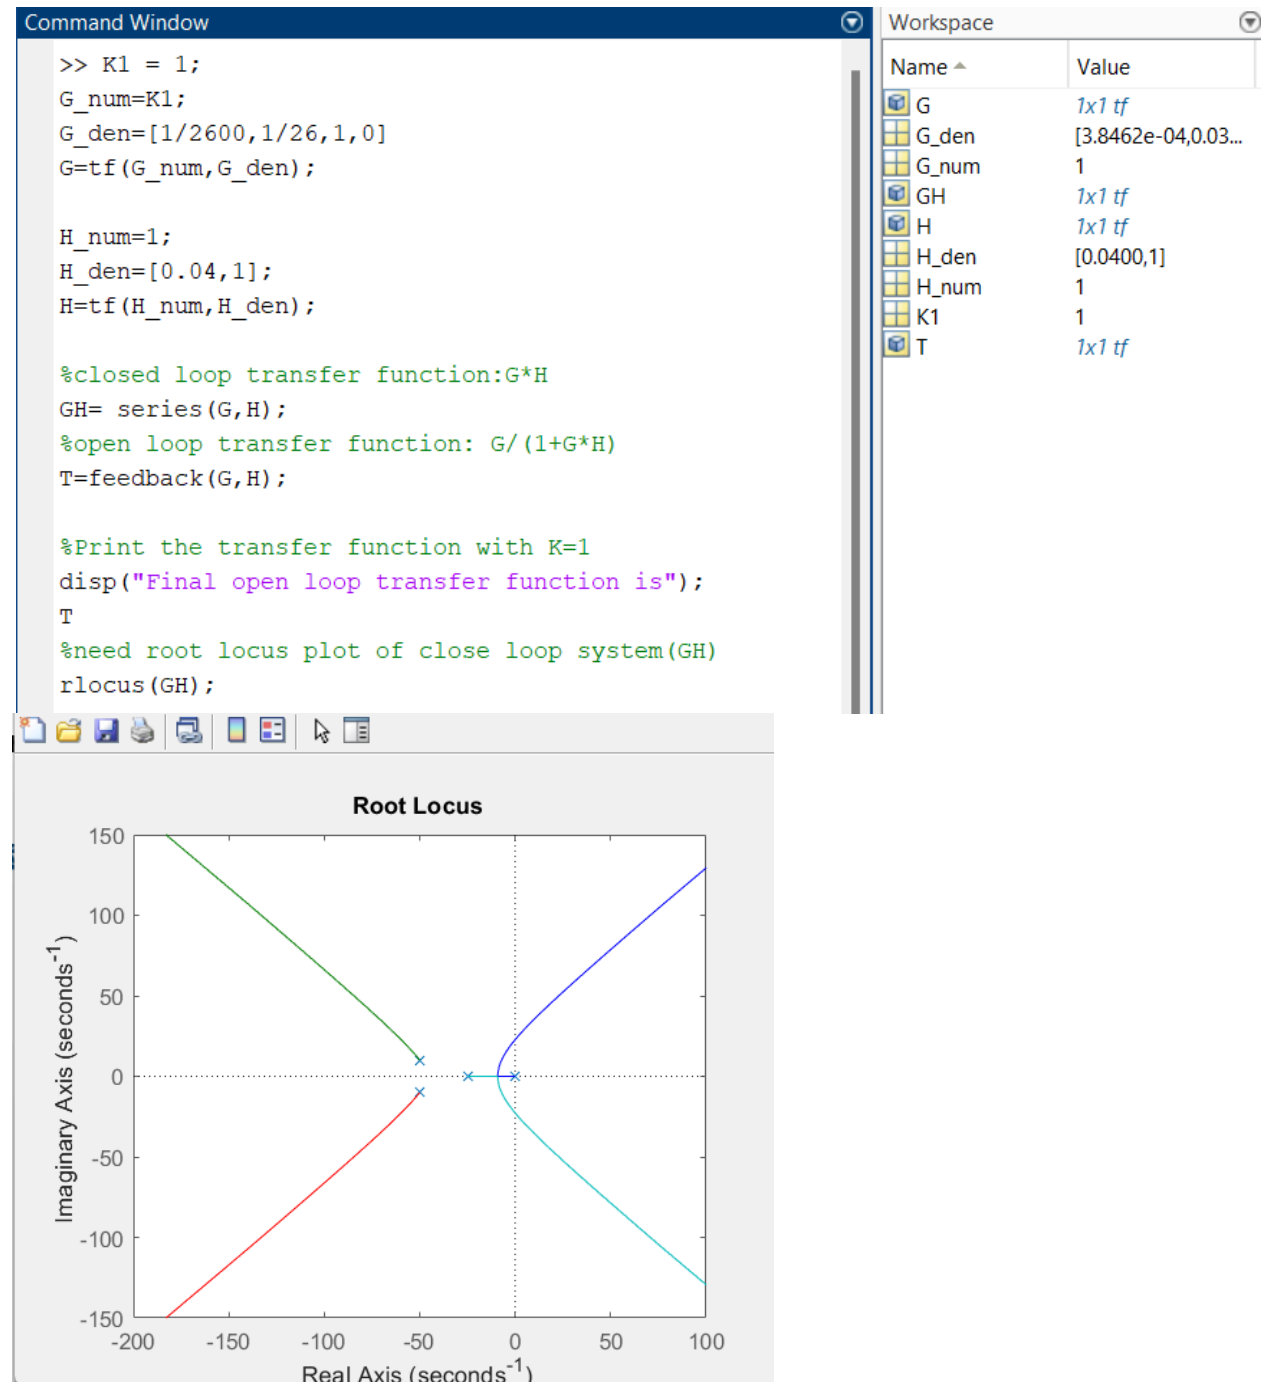 Command Window
>> K1 = 1;
G_num=K1;
G_den=[1/2600,1/26,1,0]
G=tf(G_num,G_den);
H_num=1;
H_den=[0.04,1];
H=tf(H_num,H_den);
%closed loop transfer function:G*H
GH= series(G,H);
%open loop transfer function: G/(1+G*H)
T=feedback(G,H);
%Print the transfer function with K=1
disp("Final open loop transfer function is");
T
%need root locus plot of close loop system(GH)
rlocus(GH);
Workspace
Name Value
G 1x1 tf
G_den [3.8462e-04,0.03...
G_num 1
GH 1x1 tf
H 1x1 tf
H_den [0.0400,1]
H_num 1
K1 1
T 1x1 tf
Root Locus
150
100
50
0
-50
-100
-150
Imaginary Axis (seconds⁻¹)
-200 -150 -100 -50 0 50 100
Real Axis (seconds⁻¹)